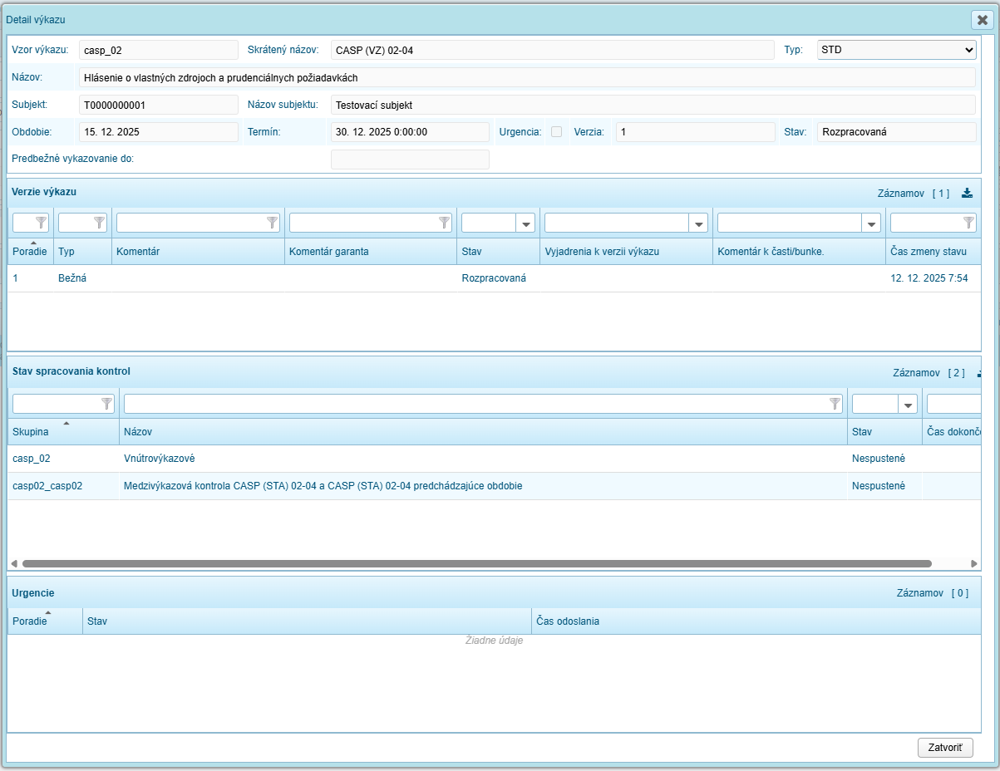 Detail výkazu
Vzor výkazu: casp_02 Skrátený názov: CASP (VZ) 02-04 Typ: STD
Názov: Hlásenie o vlastných zdrojoch a prudenciálnych požiadavkách
Subjekt: T0000000001 Názov subjektu: Testovací subjekt
Obdobie: 15. 12. 2025 Termín: 30. 12. 2025 0:00:00 Urgencia: Verzia: 1 Stav: Rozpracovaná
Predbežné vykazovanie do:
Verzie výkazu Záznamov [ 1 ]
Poradie Typ Komentár Komentár garanta Stav Vyjadrenia k verzii výkazu Komentár k časti/bunke. Čas zmeny stavu
1 Bežná Rozpracovaná 12. 12. 2025 7:54
Stav spracovania kontrol Záznamov [ 2 ]
Skupina Názov Stav Čas dokonče
casp_02 Vnútrovýkazové Nespustené
casp02_casp02 Medzivýkazová kontrola CASP (STA) 02-04 a CASP (STA) 02-04 predchádzajúce obdobie Nespustené
Urgencie Záznamov [ 0 ]
Poradie Stav Čas odoslania
Žiadne údaje
Zatvoriť